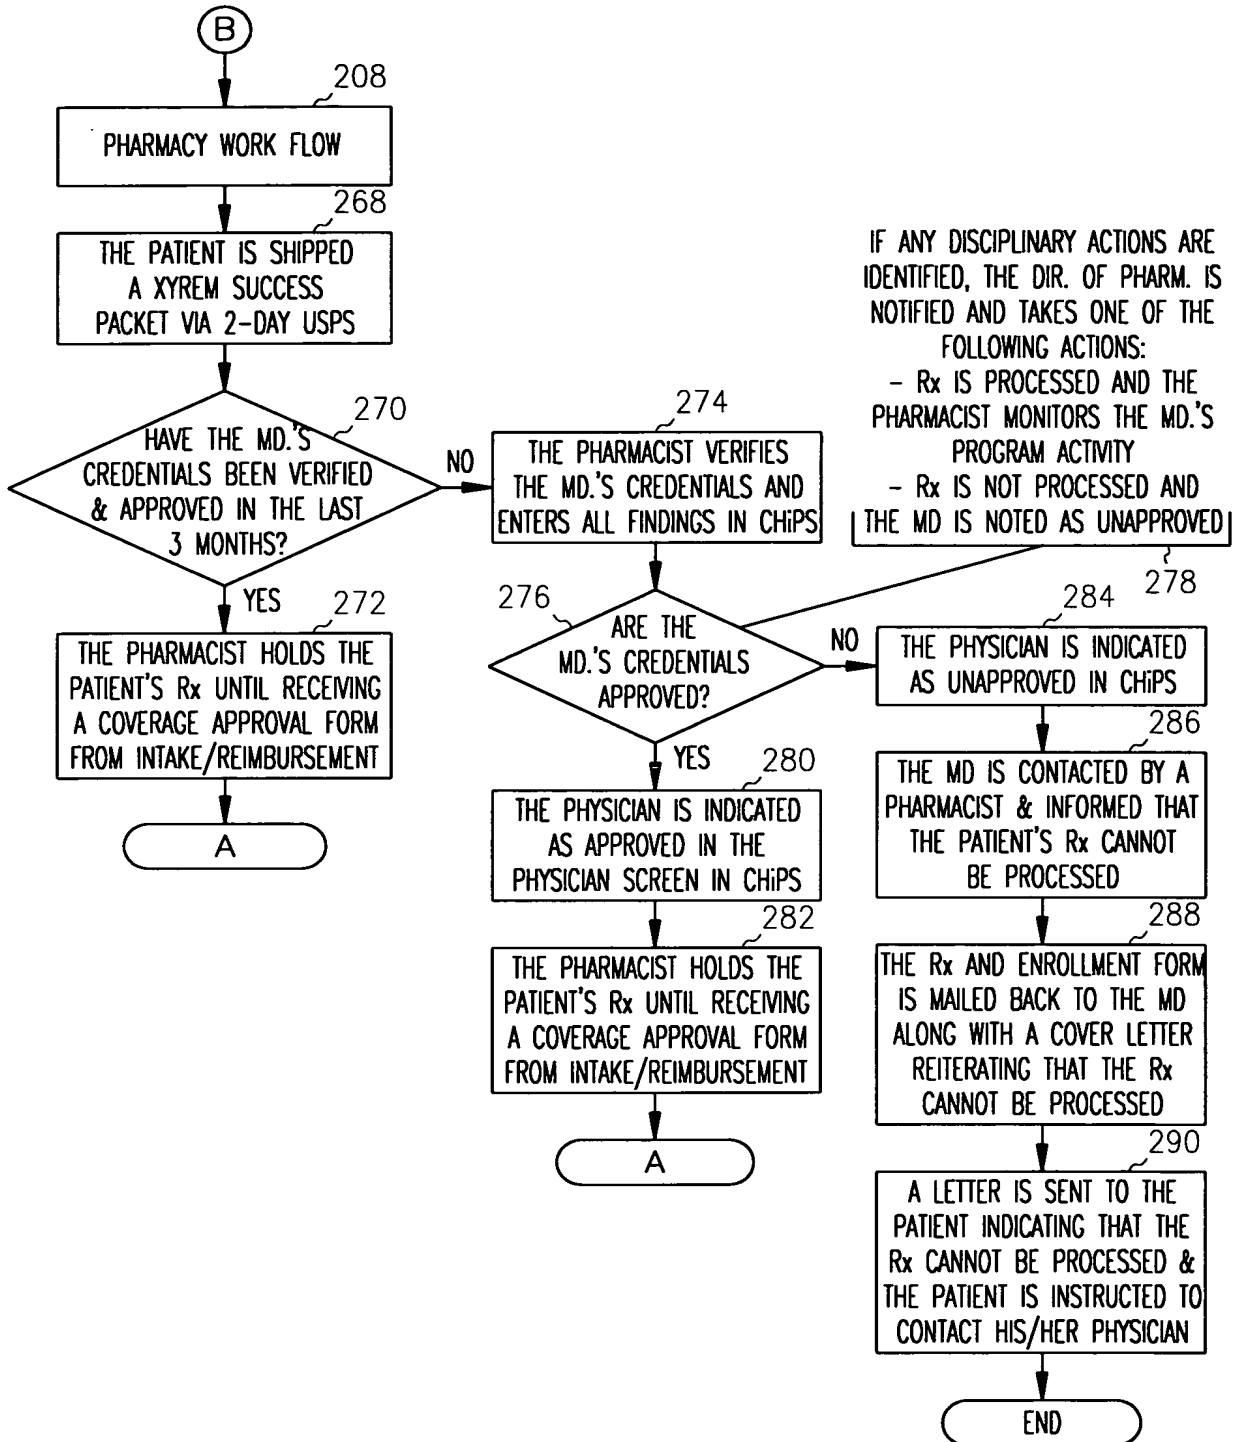 B
208
PHARMACY WORK FLOW
268
THE PATIENT IS SHIPPED
A XYREM SUCCESS
PACKET VIA 2-DAY USPS
270
HAVE THE MD.'S
CREDENTIALS BEEN VERIFIED
& APPROVED IN THE LAST
3 MONTHS?
NO
YES
272
THE PHARMACIST HOLDS THE
PATIENT'S Rx UNTIL RECEIVING
A COVERAGE APPROVAL FORM
FROM INTAKE/REIMBURSEMENT
A
274
THE PHARMACIST VERIFIES
THE MD.'S CREDENTIALS AND
ENTERS ALL FINDINGS IN CHiPS
276
ARE THE
MD.'S CREDENTIALS
APPROVED?
NO
YES
280
THE PHYSICIAN IS INDICATED
AS APPROVED IN THE
PHYSICIAN SCREEN IN CHiPS
282
THE PHARMACIST HOLDS THE
PATIENT'S Rx UNTIL RECEIVING
A COVERAGE APPROVAL FORM
FROM INTAKE/REIMBURSEMENT
A
IF ANY DISCIPLINARY ACTIONS ARE
IDENTIFIED, THE DIR. OF PHARM. IS
NOTIFIED AND TAKES ONE OF THE
FOLLOWING ACTIONS:
- Rx IS PROCESSED AND THE
PHARMACIST MONITORS THE MD.'S
PROGRAM ACTIVITY
- Rx IS NOT PROCESSED AND
THE MD IS NOTED AS UNAPPROVED
278
284
THE PHYSICIAN IS INDICATED
AS UNAPPROVED IN CHiPS
286
THE MD IS CONTACTED BY A
PHARMACIST & INFORMED THAT
THE PATIENT'S Rx CANNOT
BE PROCESSED
288
THE Rx AND ENROLLMENT FORM
IS MAILED BACK TO THE MD
ALONG WITH A COVER LETTER
REITERATING THAT THE Rx
CANNOT BE PROCESSED
290
A LETTER IS SENT TO THE
PATIENT INDICATING THAT THE
Rx CANNOT BE PROCESSED &
THE PATIENT IS INSTRUCTED TO
CONTACT HIS/HER PHYSICIAN
END